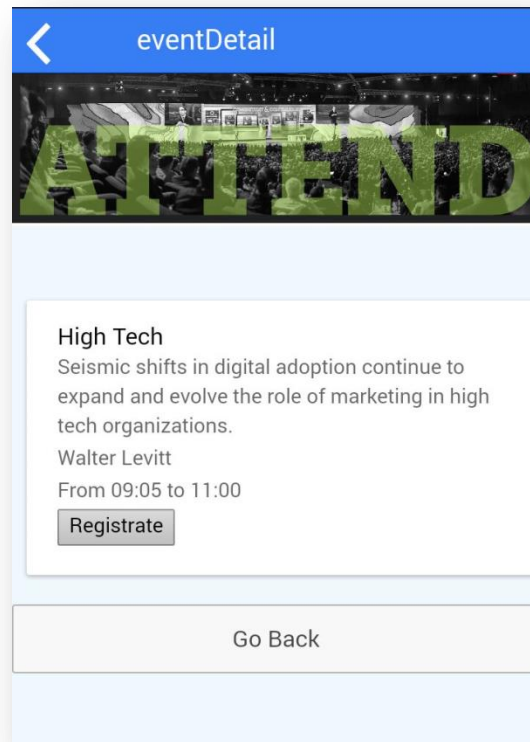 eventDetail
ATTEND
High Tech
Seismic shifts in digital adoption continue to
expand and evolve the role of marketing in high
tech organizations.
Walter Levitt
From 09:05 to 11:00
Registrate
Go Back